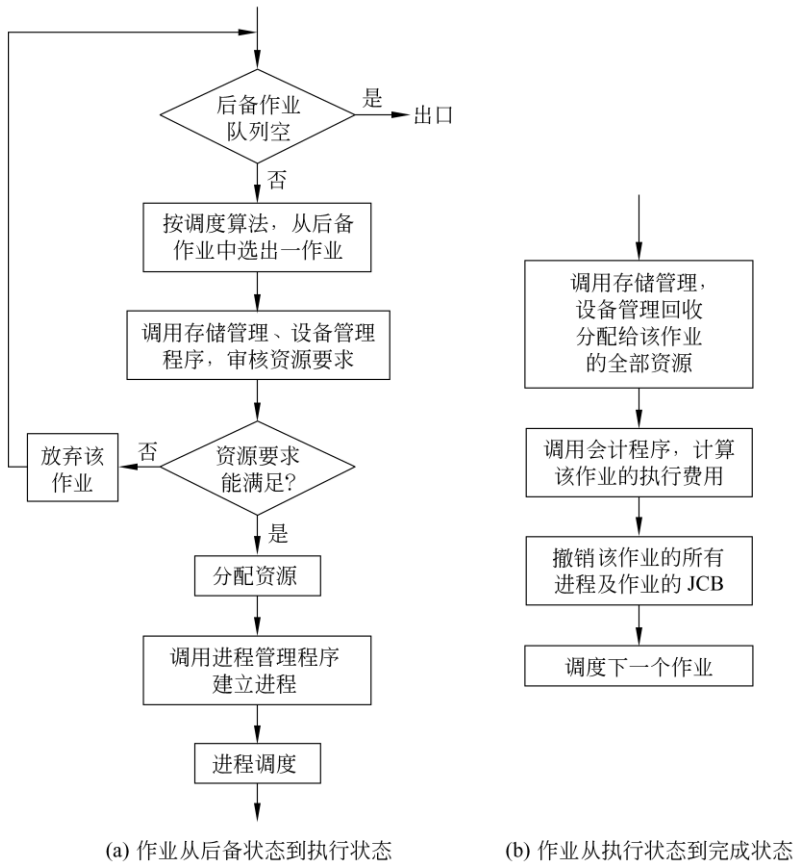 后备作业
队列空
是
出口
否
按调度算法，从后备
作业中选出一作业
调用存储管理、设备管理
程序，审核资源要求
资源要求
能满足？
否
放弃该
作业
是
分配资源
调用进程管理程序
建立进程
进程调度
(a) 作业从后备状态到执行状态
调用存储管理，
设备管理回收
分配给该作业
的全部资源
调用会计程序，计算
该作业的执行费用
撤销该作业的所有
进程及作业的 JCB
调度下一个作业
(b) 作业从执行状态到完成状态